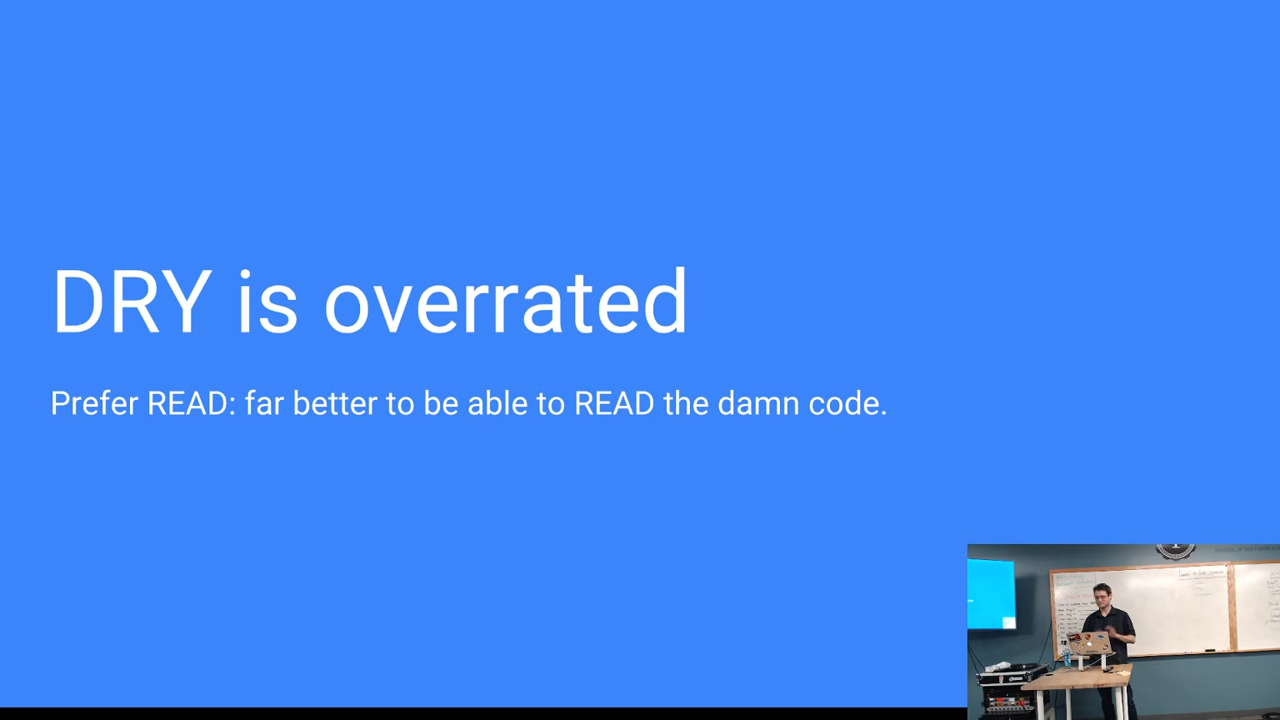 DRY is overrated
Prefer READ: far better to be able to READ the damn code.